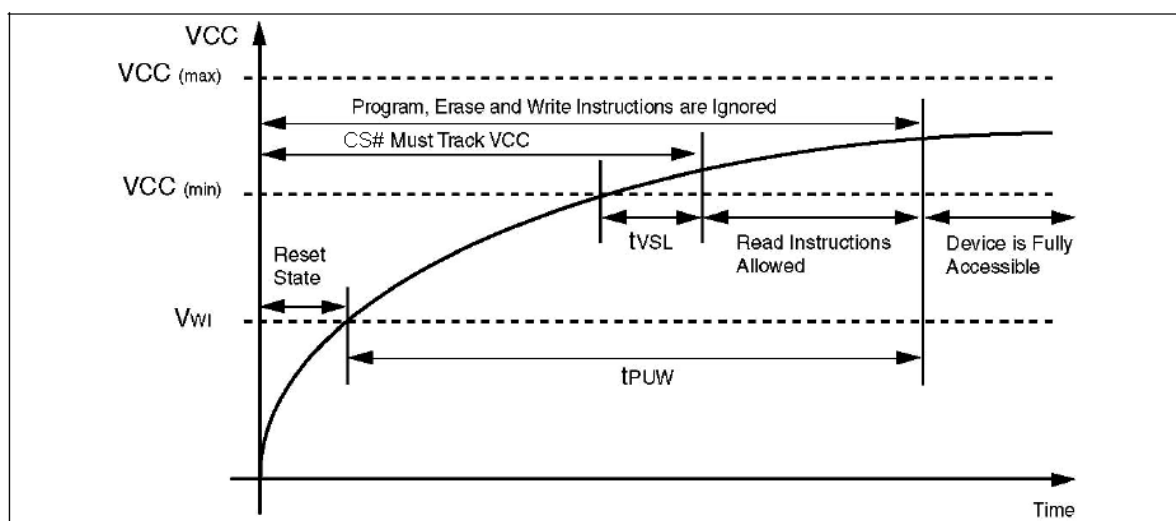 VCC
VCC (max)
Program, Erase and Write Instructions are Ignored
CS# Must Track VCC
VCC (min)
tVSL
Read Instructions
Allowed
Device is Fully
Accessible
Reset
State
VWI
tPUW
Time